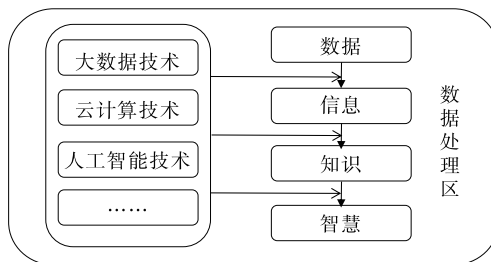 大数据技术
云计算技术
人工智能技术
……
数据
信息
知识
智慧
数据处理区